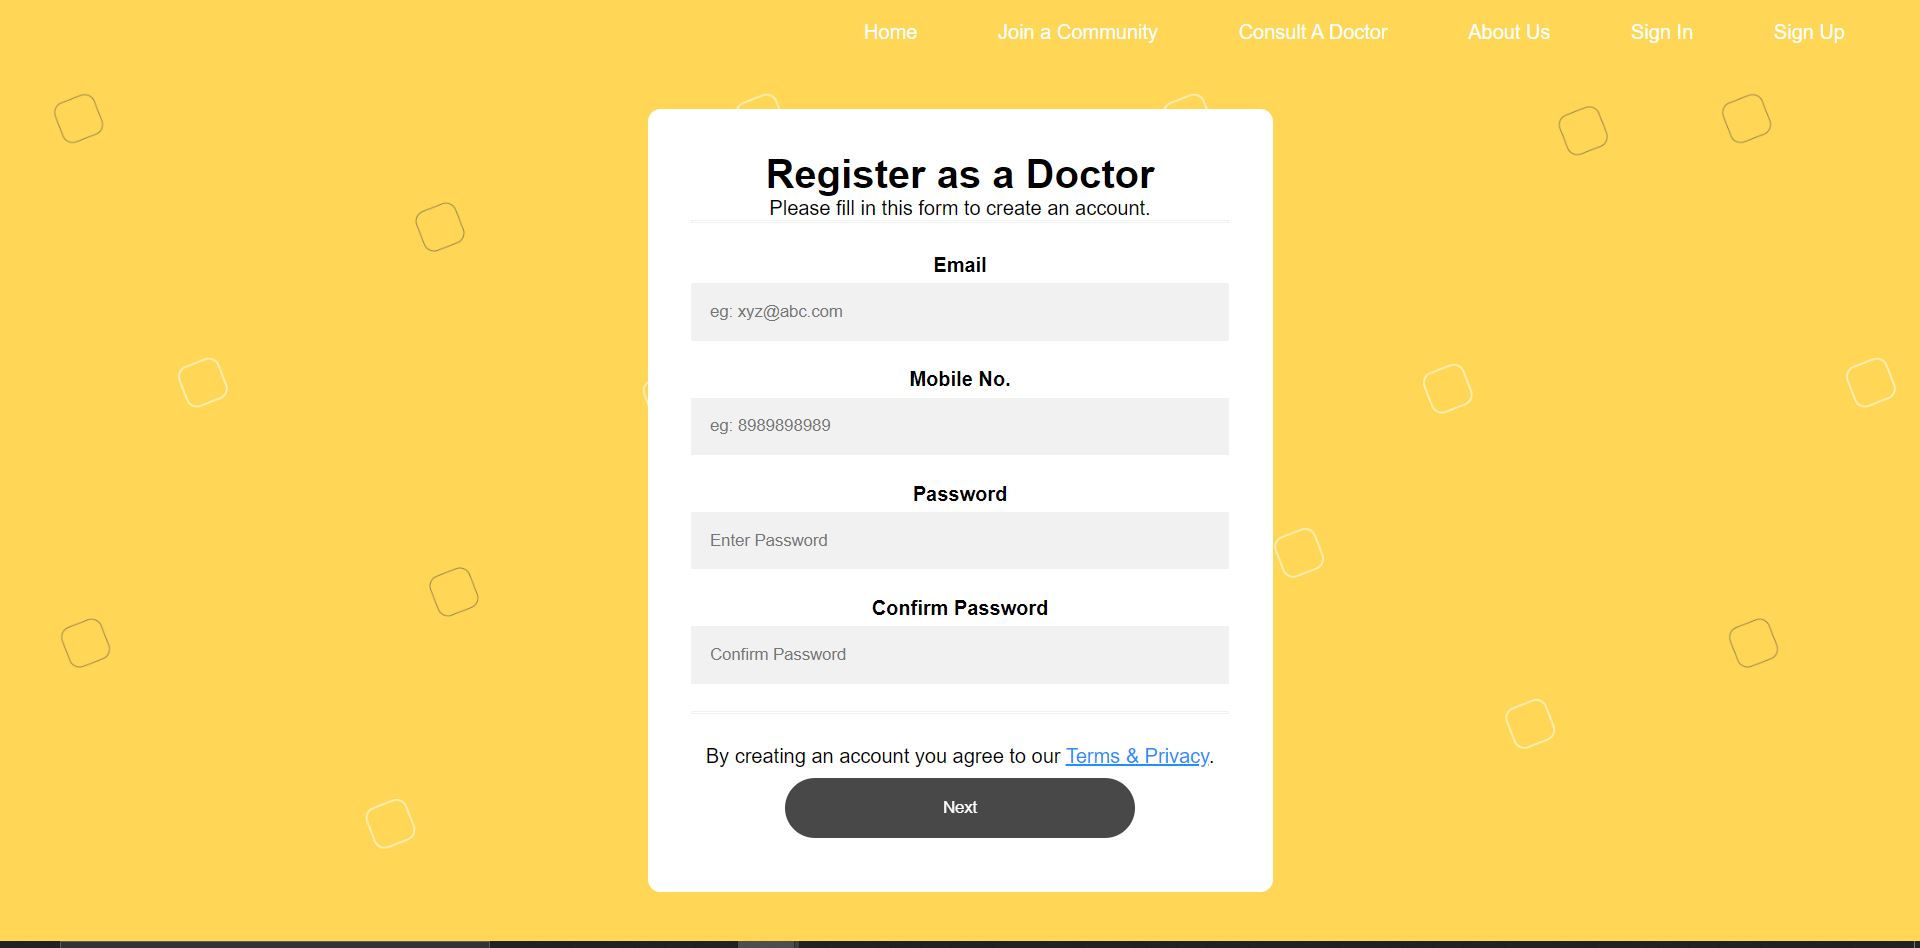 Home Join a Community Consult A Doctor About Us Sign In Sign Up
Register as a Doctor
Please fill in this form to create an account.
Email
eg: xyz@abc.com
Mobile No.
eg: 8989898989
Password
Enter Password
Confirm Password
Confirm Password
By creating an account you agree to our Terms & Privacy.
Next